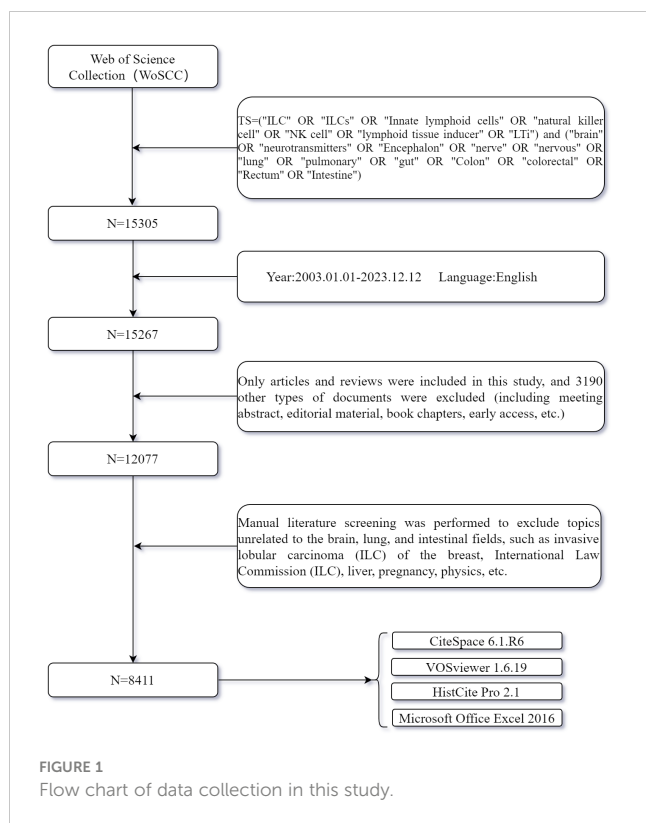 Web of Science
Collection (WoSCC)
TS=("ILC" OR "ILCs" OR "Innate lymphoid cells" OR "natural killer
cell" OR "NK cell" OR "lymphoid tissue inducer" OR "LTi") and ("brain"
OR "neurotransmitters" OR "Encephalon" OR "nerve" OR "nervous" OR
"lung" OR "pulmonary" OR "gut" OR "Colon" OR "colorectal" OR
"Rectum" OR "Intestine")
N=15305
Year:2003.01.01-2023.12.12 Language:English
N=15267
Only articles and reviews were included in this study, and 3190
other types of documents were excluded (including meeting
abstract, editorial material, book chapters, early access, etc.)
N=12077
Manual literature screening was performed to exclude topics
unrelated to the brain, lung, and intestinal fields, such as invasive
lobular carcinoma (ILC) of the breast, International Law
Commission (ILC), liver, pregnancy, physics, etc.
N=8411
CiteSpace 6.1.R6
VOSviewer 1.6.19
HistCite Pro 2.1
Microsoft Office Excel 2016
FIGURE 1
Flow chart of data collection in this study.